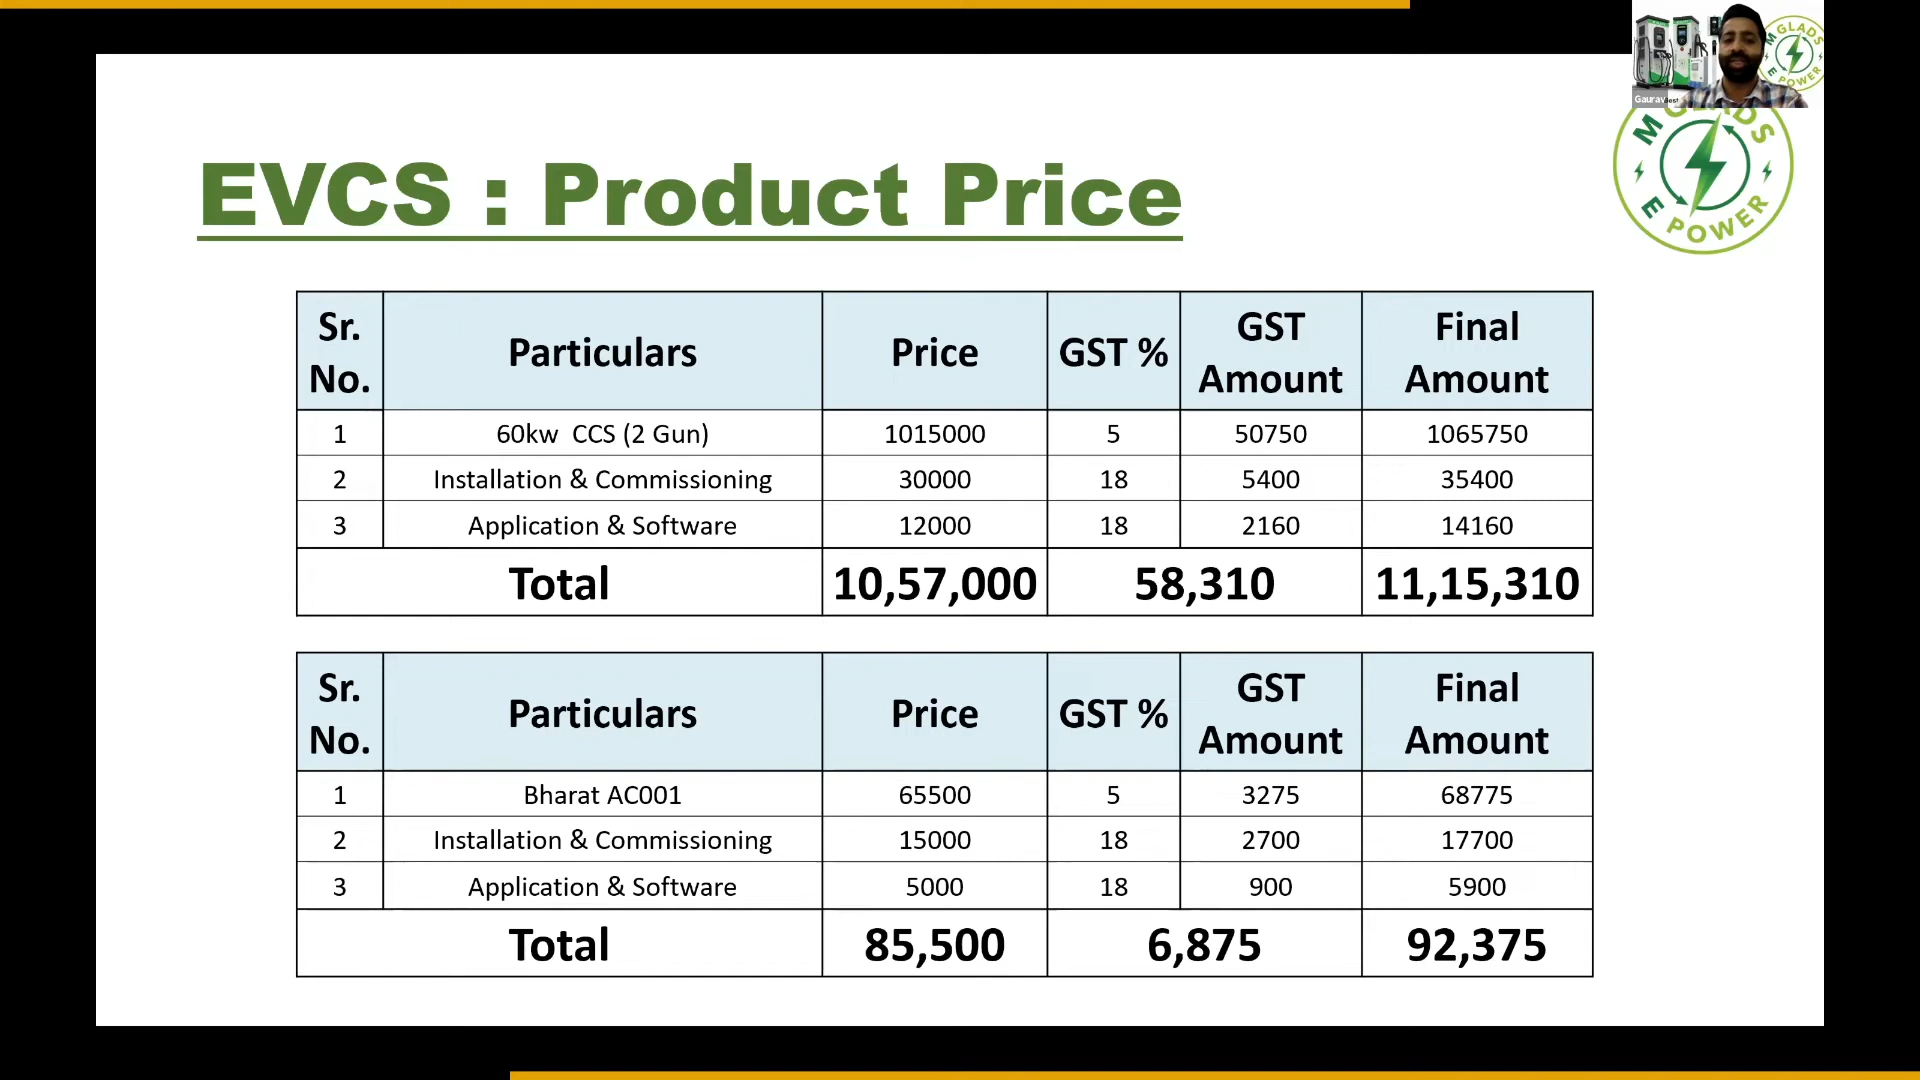 EVCS : Product Price
M GLADS
E POWER
Gaurav
M GLADS
E POWER
Sr. No. Particulars Price GST % GST Amount Final Amount
1 60kw CCS (2 Gun) 1015000 5 50750 1065750
2 Installation & Commissioning 30000 18 5400 35400
3 Application & Software 12000 18 2160 14160
Total 10,57,000 58,310 11,15,310
Sr. No. Particulars Price GST % GST Amount Final Amount
1 Bharat AC001 65500 5 3275 68775
2 Installation & Commissioning 15000 18 2700 17700
3 Application & Software 5000 18 900 5900
Total 85,500 6,875 92,375